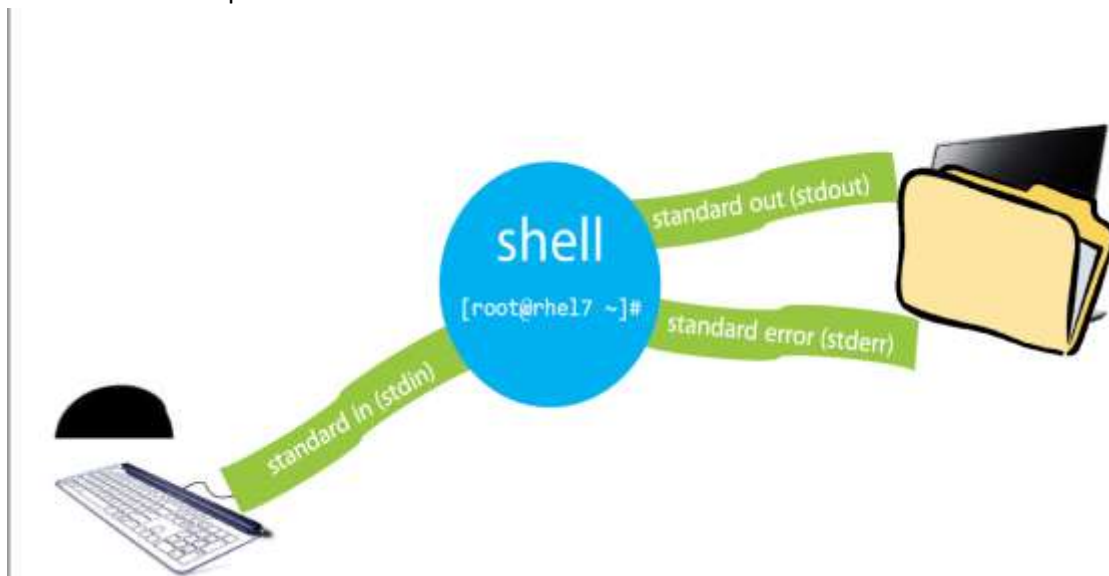 shell
[root@rhel7 ~]#
standard in (stdin)
standard out (stdout)
standard error (stderr)